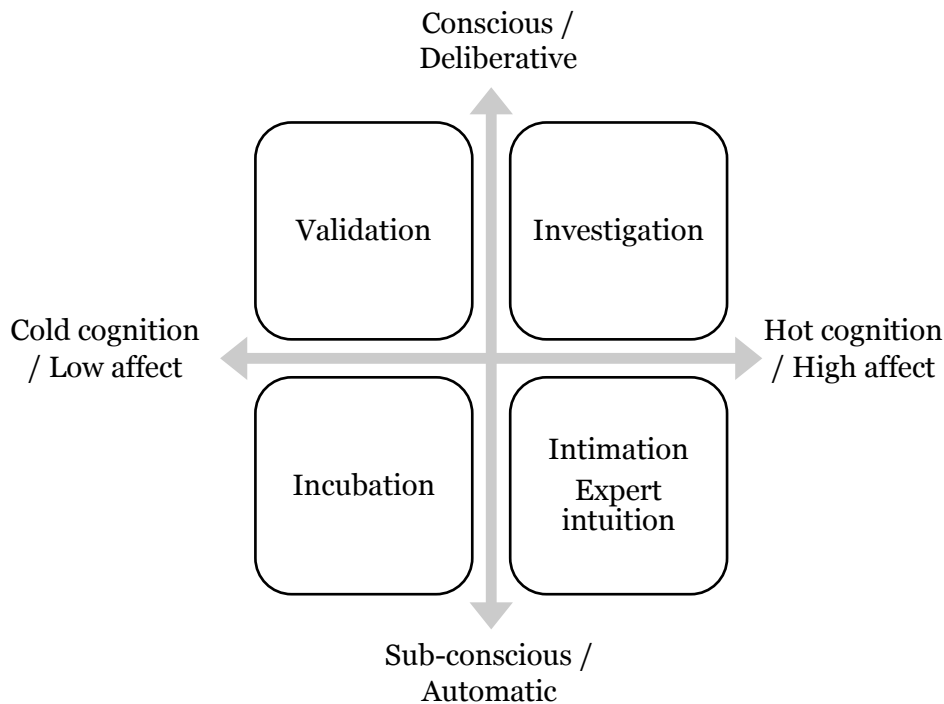 Conscious /
Deliberative
Validation
Investigation
Cold cognition
/ Low affect
Hot cognition
/ High affect
Incubation
Intimation
Expert
intuition
Sub-conscious /
Automatic